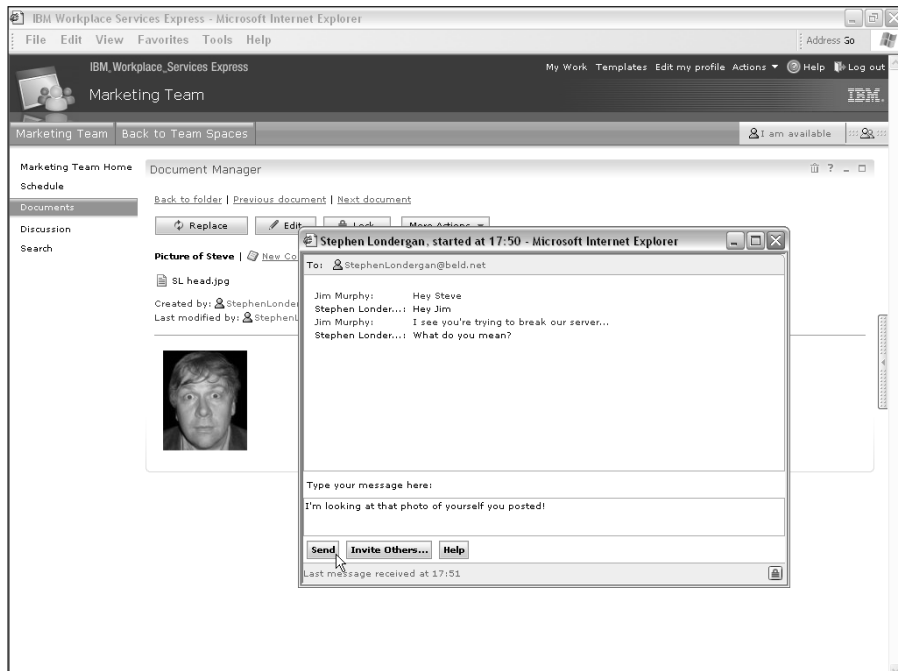 IBM Workplace Services Express - Microsoft Internet Explorer
File Edit View Favorites Tools Help
Address Go
IBM_Workplace_Services Express
My Work Templates Edit my profile Actions Help Log out
Marketing Team
IBM.
Marketing Team Back to Team Spaces
I am available
Marketing Team Home
Schedule
Documents
Discussion
Search
Document Manager
?
Back to folder | Previous document | Next document
Replace Edit Lock More Actions
Picture of Steve | New Co
SL head.jpg
Created by: StephenLonder
Last modified by: StephenL
Stephen Londergan, started at 17:50 - Microsoft Internet Explorer
To: StephenLondergan@beld.net
Jim Murphy: Hey Steve
Stephen Londer...: Hey Jim
Jim Murphy: I see you're trying to break our server...
Stephen Londer...: What do you mean?
Type your message here:
I'm looking at that photo of yourself you posted!
Send Invite Others... Help
Last message received at 17:51